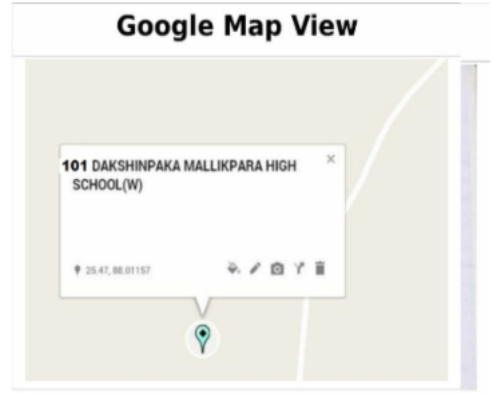 Google Map View
101 DAKSHINPAKA MALLIKPARA HIGH
SCHOOL(W)
25.47, 88.01157